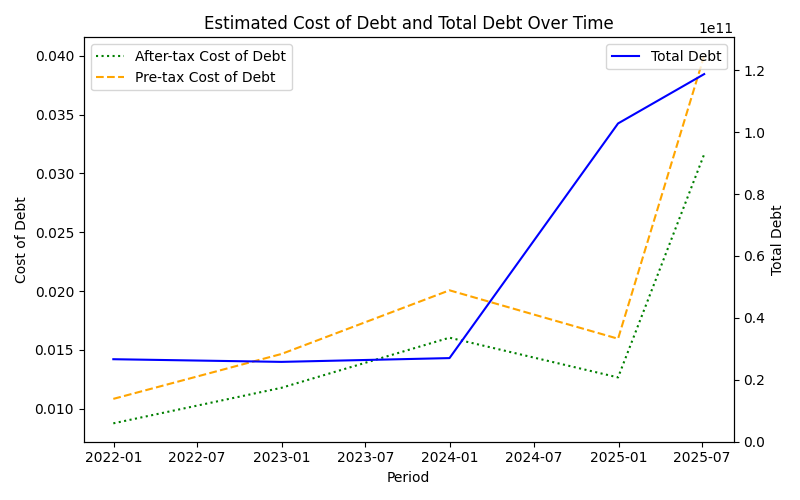 Estimated Cost of Debt and Total Debt Over Time
1e11
After-tax Cost of Debt
Pre-tax Cost of Debt
Total Debt
0.040
0.035
0.030
0.025
0.020
0.015
0.010
Cost of Debt
1.2
1.0
0.8
0.6
0.4
0.2
0.0
Total Debt
2022-01 2022-07 2023-01 2023-07 2024-01 2024-07 2025-01 2025-07
Period